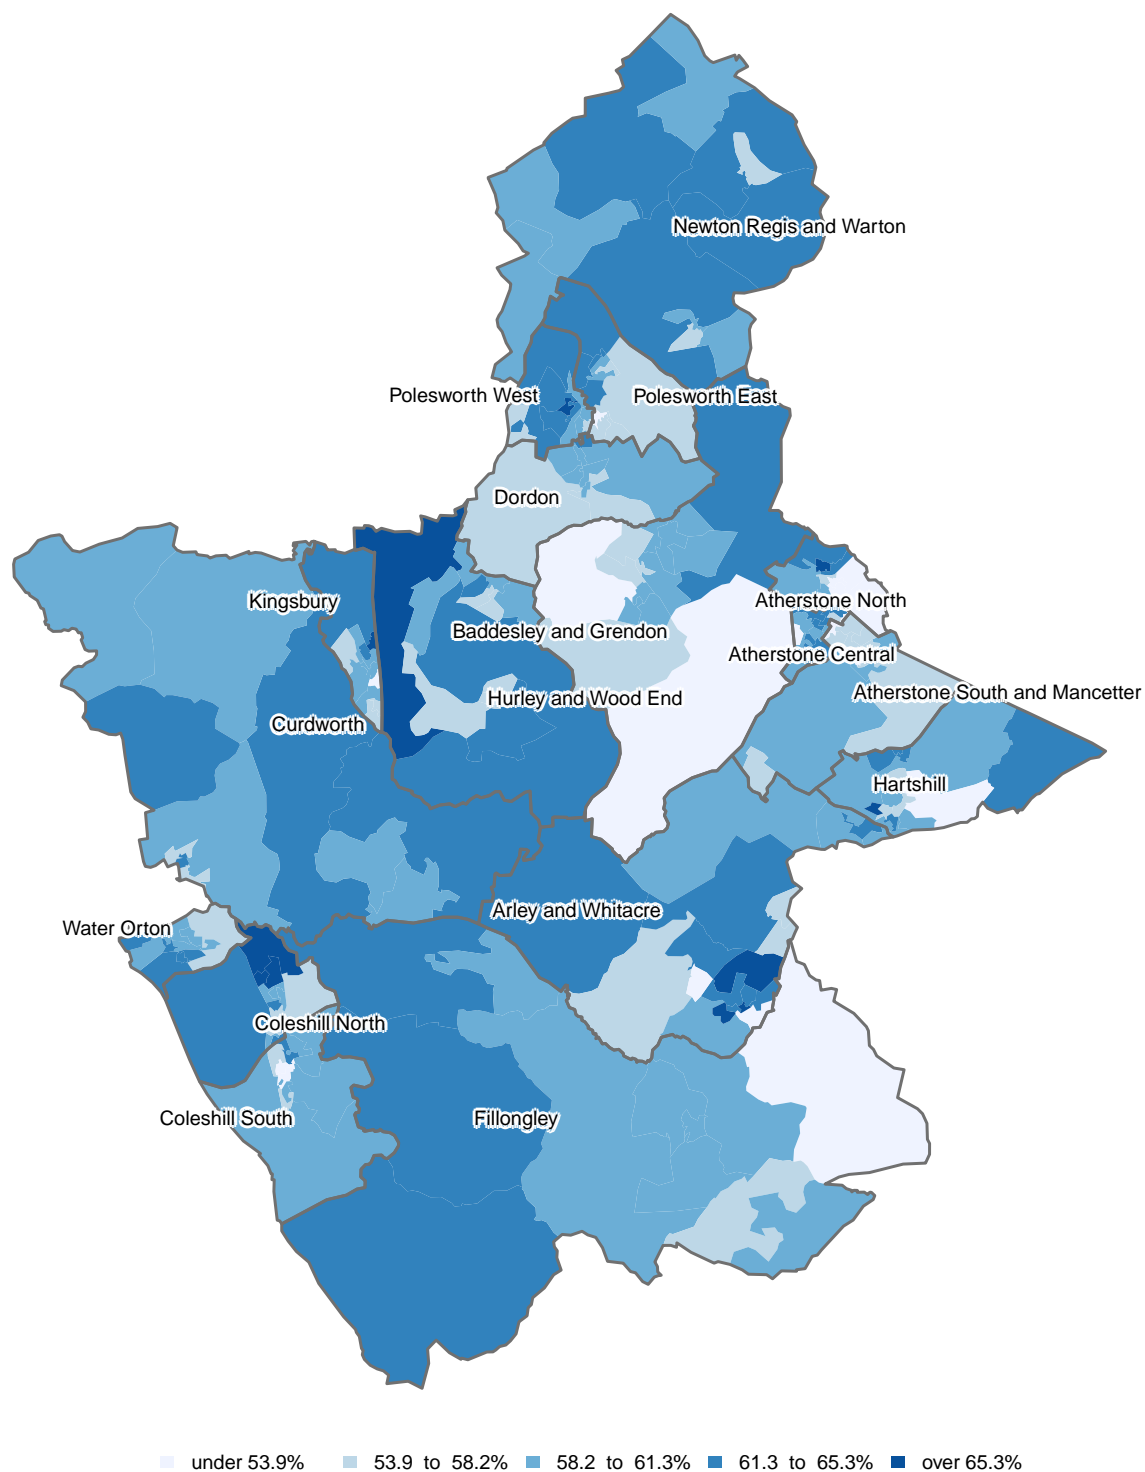 Newton Regis and Warton
Polesworth West
Polesworth East
Dordon
Kingsbury
Atherstone North
Baddesley and Grendon
Atherstone Central
Atherstone South and Mancetter
Hurley and Wood End
Curdworth
Hartshill
Arley and Whitacre
Water Orton
Coleshill North
Coleshill South
Fillongley
under 53.9% 53.9 to 58.2% 58.2 to 61.3% 61.3 to 65.3% over 65.3%